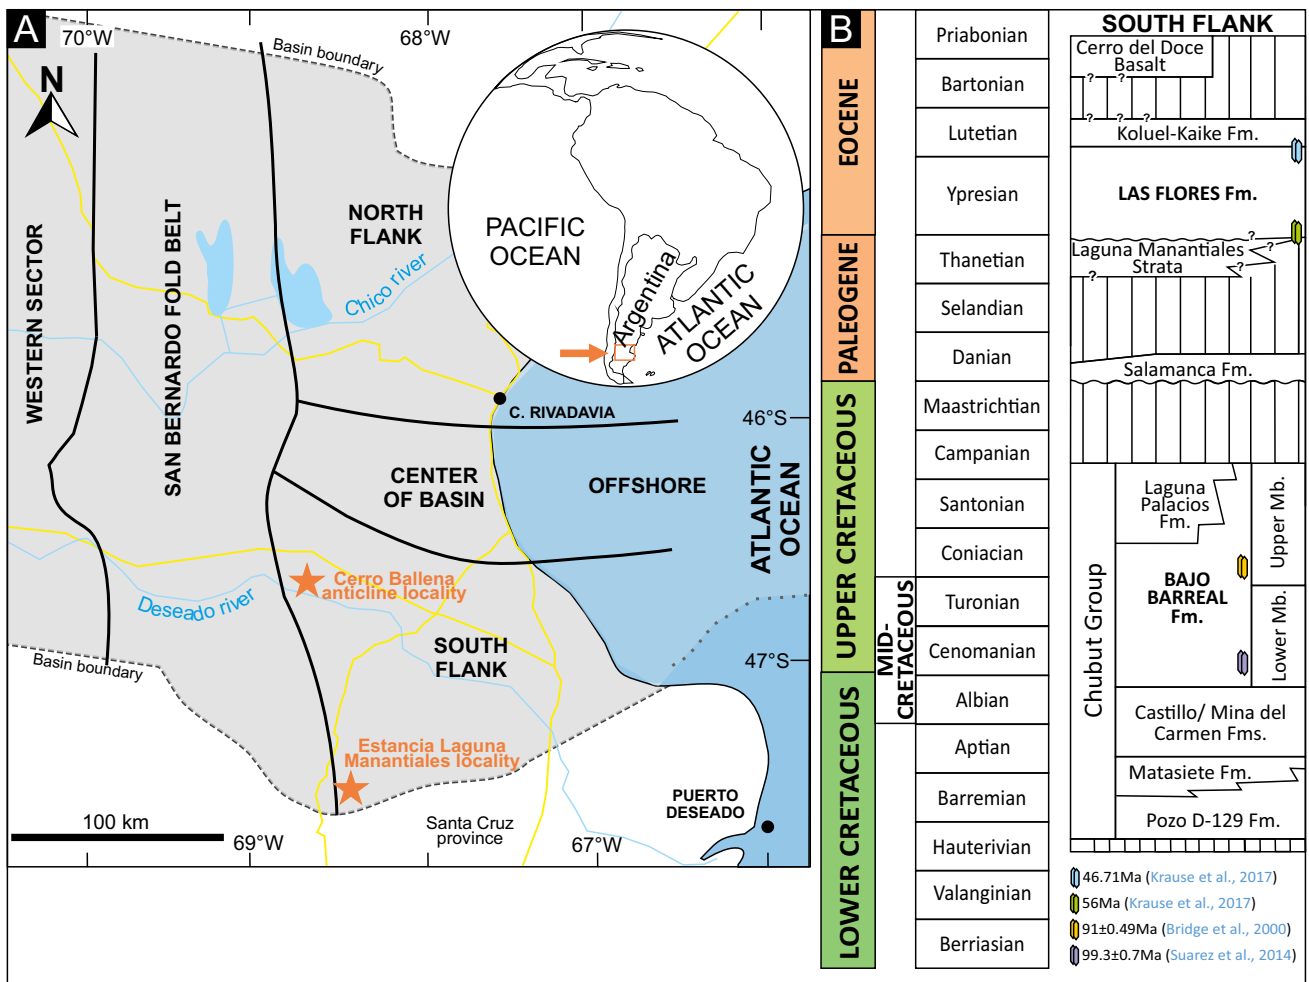 A
70°W
68°W
Basin boundary
N
NORTH
FLANK
Chico river
WESTERN SECTOR
SAN BERNARDO FOLD BELT
PACIFIC
OCEAN
Argentina
ATLANTIC
OCEAN
C. RIVADAVIA
46°S
CENTER
OF BASIN
OFFSHORE
ATLANTIC
OCEAN
Cerro Ballena
anticline locality
Deseado river
SOUTH
FLANK
47°S
Basin boundary
Estancia Laguna
Manantiales locality
PUERTO
DESEADO
100 km
Santa Cruz
province
69°W
67°W
B
EOCENE
PALEOGENE
UPPER CRETACEOUS
LOWER CRETACEOUS
MID-
CRETACEOUS
Priabonian
Bartonian
Lutetian
Ypresian
Thanetian
Selandian
Danian
Maastrichtian
Campanian
Santonian
Coniacian
Turonian
Cenomanian
Albian
Aptian
Barremian
Hauterivian
Valanginian
Berriasian
SOUTH FLANK
Cerro del Doce
Basalt
? ?
? ? ?
Koluel-Kaike Fm.
LAS FLORES Fm.
?
Laguna Manantiales ?
Strata ?
?
Salamanca Fm.
Chubut Group
Laguna
Palacios
Fm.
Upper Mb.
BAJO
BARREAL
Fm.
Lower Mb.
Castillo/ Mina del
Carmen Fms.
Matasiete Fm.
Pozo D-129 Fm.
46.71Ma (Krause et al., 2017)
56Ma (Krause et al., 2017)
91±0.49Ma (Bridge et al., 2000)
99.3±0.7Ma (Suarez et al., 2014)